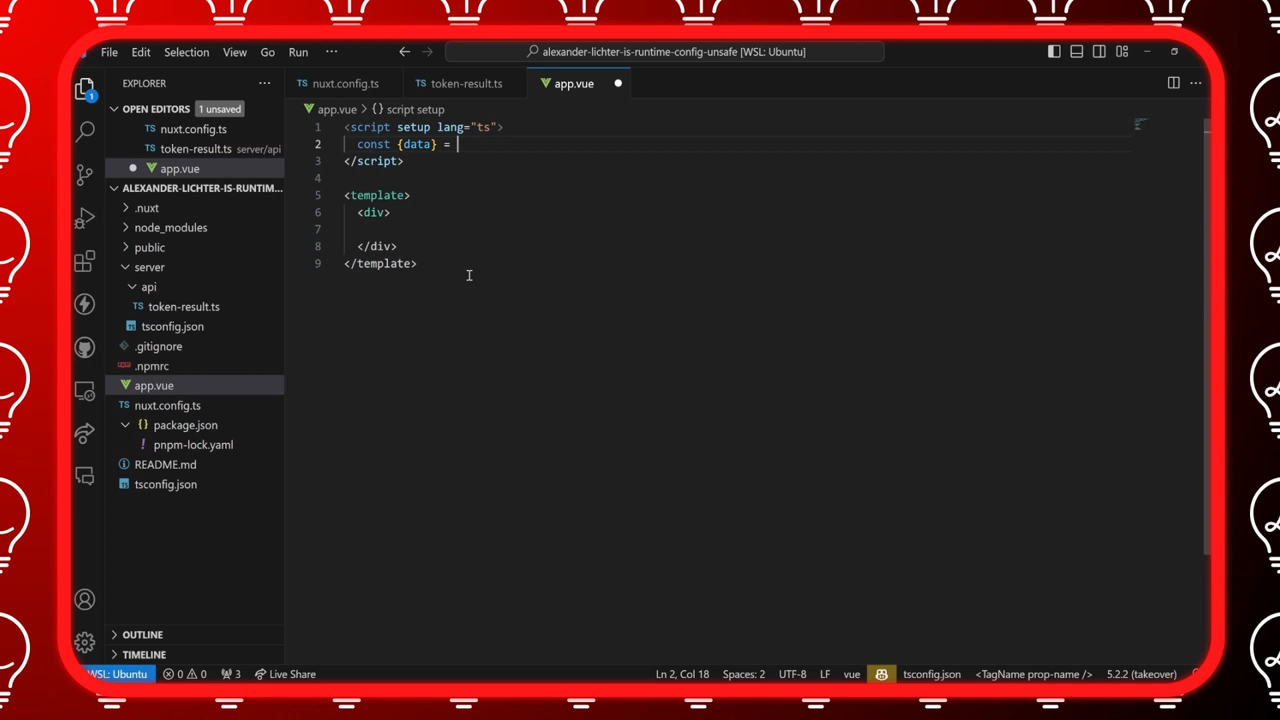 File Edit Selection View Go Run ···
alexander-lichter-is-runtime-config-unsafe [WSL: Ubuntu]
EXPLORER
OPEN EDITORS 1 unsaved
TS nuxt.config.ts
TS token-result.ts server/api
app.vue
ALEXANDER-LICHTER-IS-RUNTIM...
.nuxt
node_modules
public
server
api
TS token-result.ts
tsconfig.json
.gitignore
.npmrc
app.vue
TS nuxt.config.ts
{} package.json
! pnpm-lock.yaml
README.md
tsconfig.json
OUTLINE
TIMELINE
1
TS nuxt.config.ts
TS token-result.ts
app.vue
app.vue > {} script setup
1 <script setup lang="ts">
2 const {data} =
3 </script>
4
5 <template>
6 <div>
7
8 </div>
9 </template>
WSL: Ubuntu 0 0 3 Live Share
Ln 2, Col 18 Spaces: 2 UTF-8 LF vue tsconfig.json <TagName prop-name /> 5.2.2 (takeover)